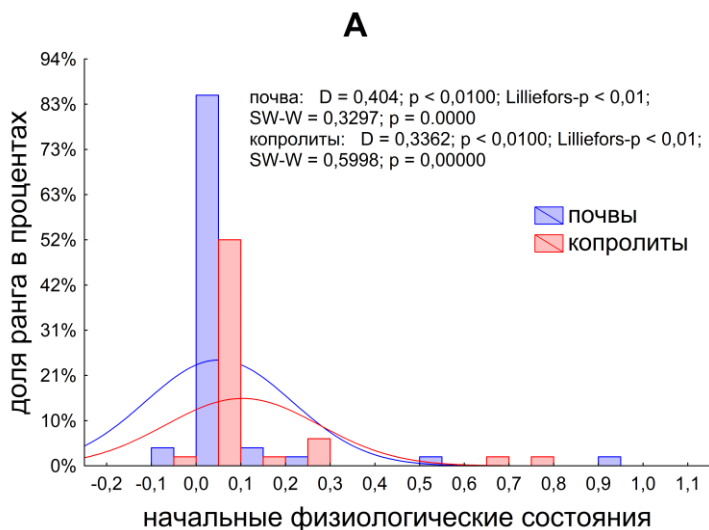 А
94%
83%
73%
63%
52%
42%
31%
21%
10%
0%
доля ранга в процентах
почва: D = 0,404; p < 0,0100; Lilliefors-p < 0,01;
SW-W = 0,3297; p = 0.0000
копролиты: D = 0,3362; p < 0,0100; Lilliefors-p < 0,01;
SW-W = 0,5998; p = 0,00000
почвы
копролиты
-0,2 -0,1 0,0 0,1 0,2 0,3 0,4 0,5 0,6 0,7 0,8 0,9 1,0 1,1
начальные физиологические состояния